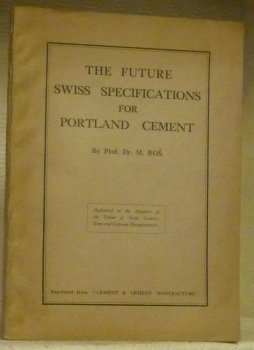 THE FUTURE
SWISS SPECIFICATIONS
FOR
PORTLAND CEMENT
By Prof. Dr. M. ROŠ.
Dedicated to the Members of
the Union of Swiss Cement,
Lime and Gypsum Manufacturers.
Reprinted from "CEMENT & CEMENT MANUFACTURE"